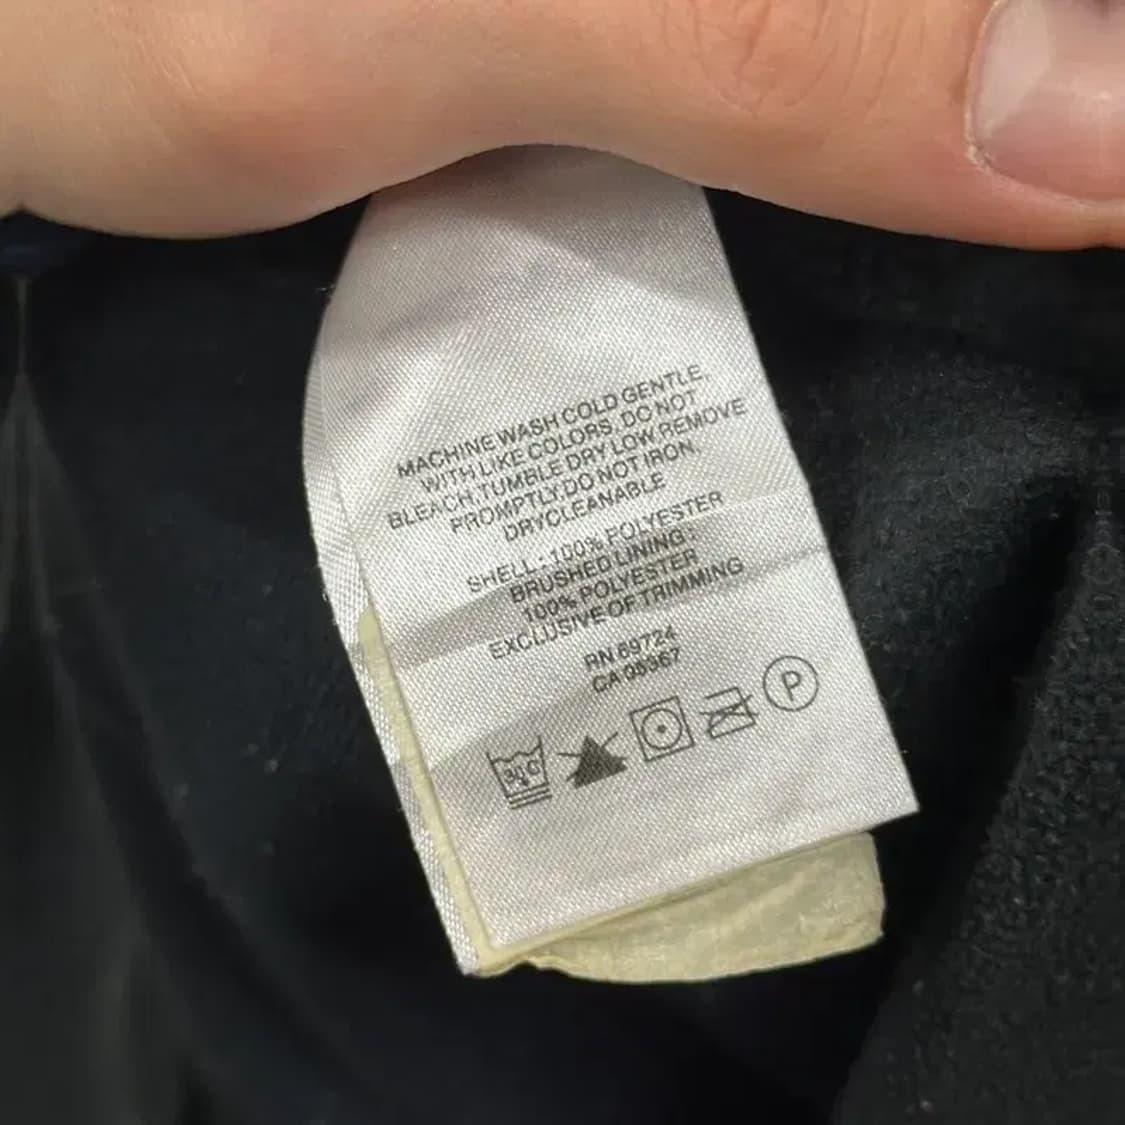 MACHINE WASH COLD GENTLE,
WITH LIKE COLORS, DO NOT
BLEACH,TUMBLE DRY LOW,REMOVE
PROMPTLY,DO NOT IRON,
DRYCLEANABLE
SHELL : 100% POLYESTER
BRUSHED LINING :
100% POLYESTER
EXCLUSIVE OF TRIMMING
RN 69724
CA 05367
30°C P